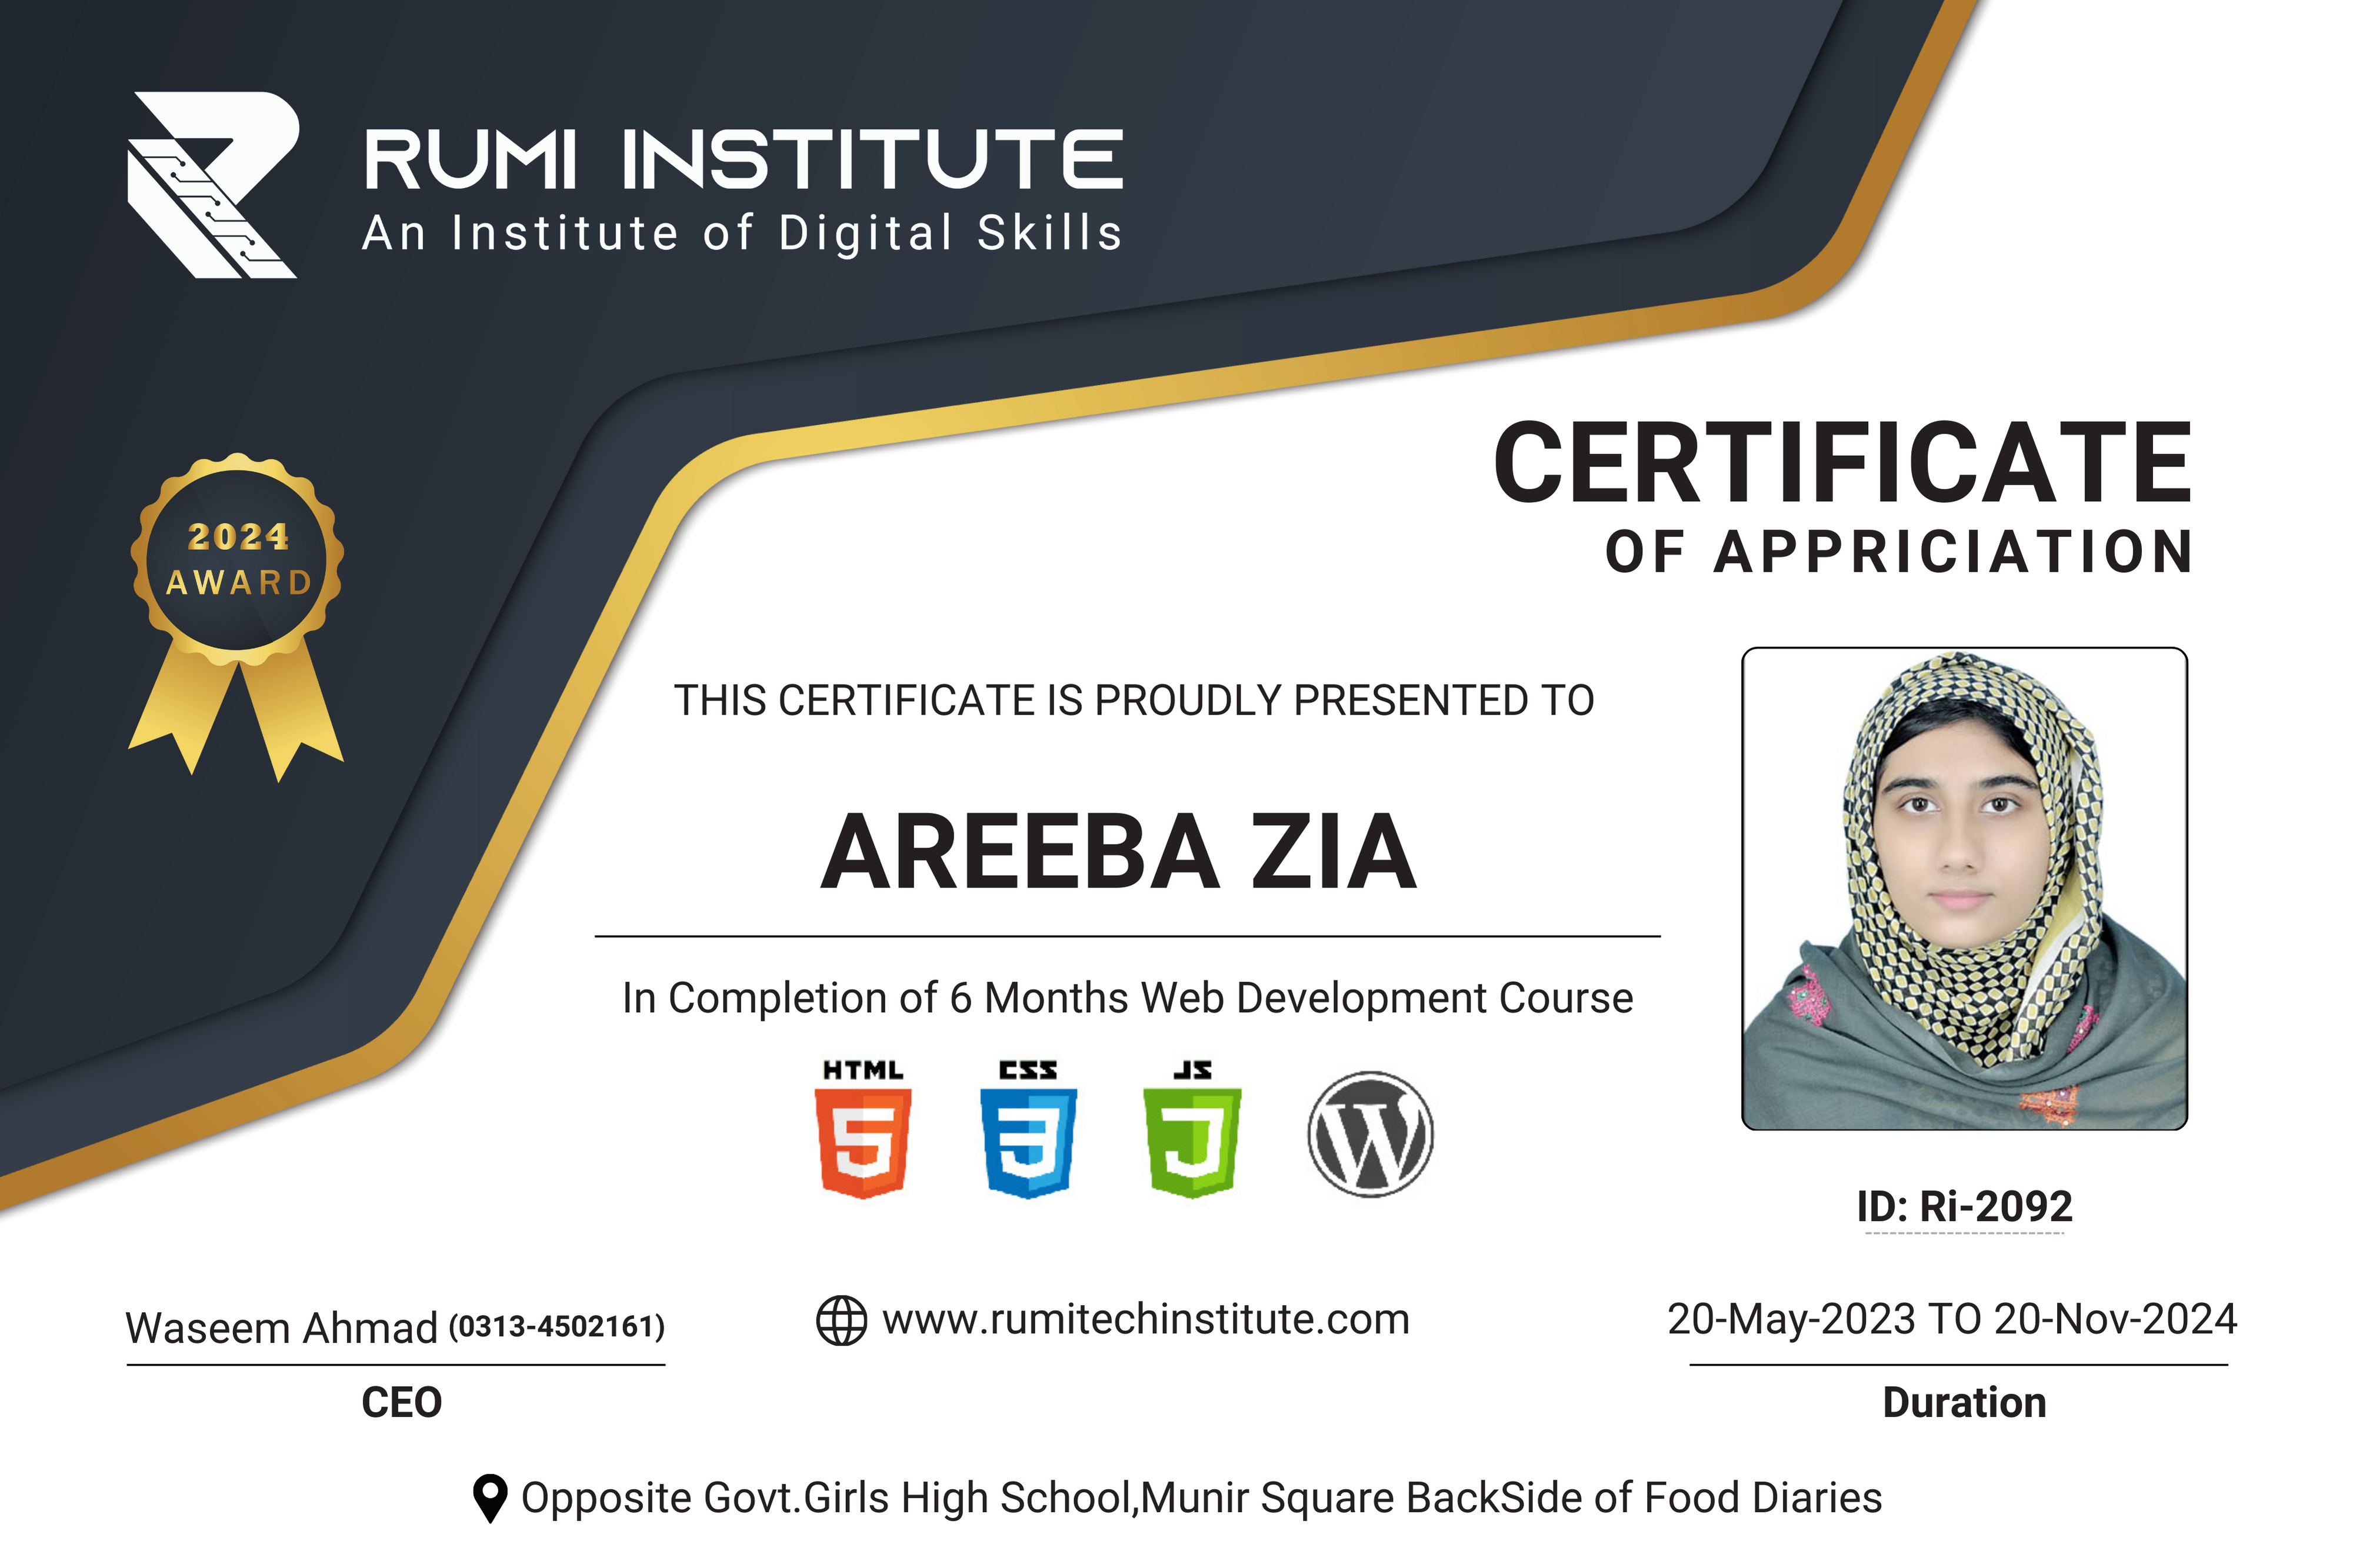 RUMI INSTITUTE
An Institute of Digital Skills
2024
AWARD
CERTIFICATE
OF APPRICIATION
THIS CERTIFICATE IS PROUDLY PRESENTED TO
AREEBA ZIA
In Completion of 6 Months Web Development Course
HTML CSS JS
5 3 J W
ID: Ri-2092
Waseem Ahmad (0313-4502161)
CEO
www.rumitechinstitute.com
20-May-2023 TO 20-Nov-2024
Duration
Opposite Govt.Girls High School,Munir Square BackSide of Food Diaries